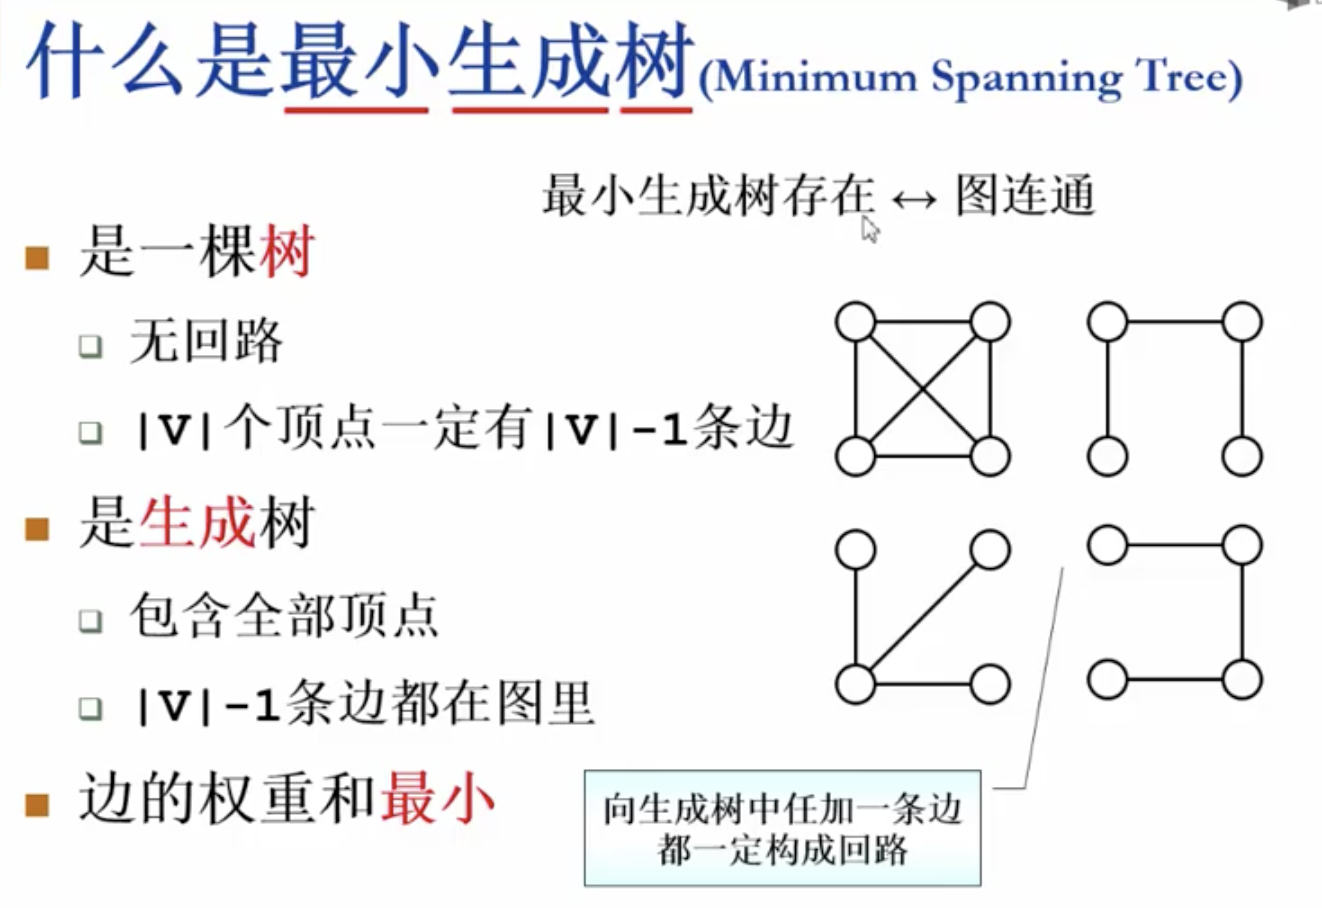 什么是最小生成树(Minimum Spanning Tree)
最小生成树存在 ↔ 图连通
是一棵树
无回路
|V|个顶点一定有|V|-1条边
是生成树
包含全部顶点
|V|-1条边都在图里
边的权重和最小
向生成树中任加一条边
都一定构成回路